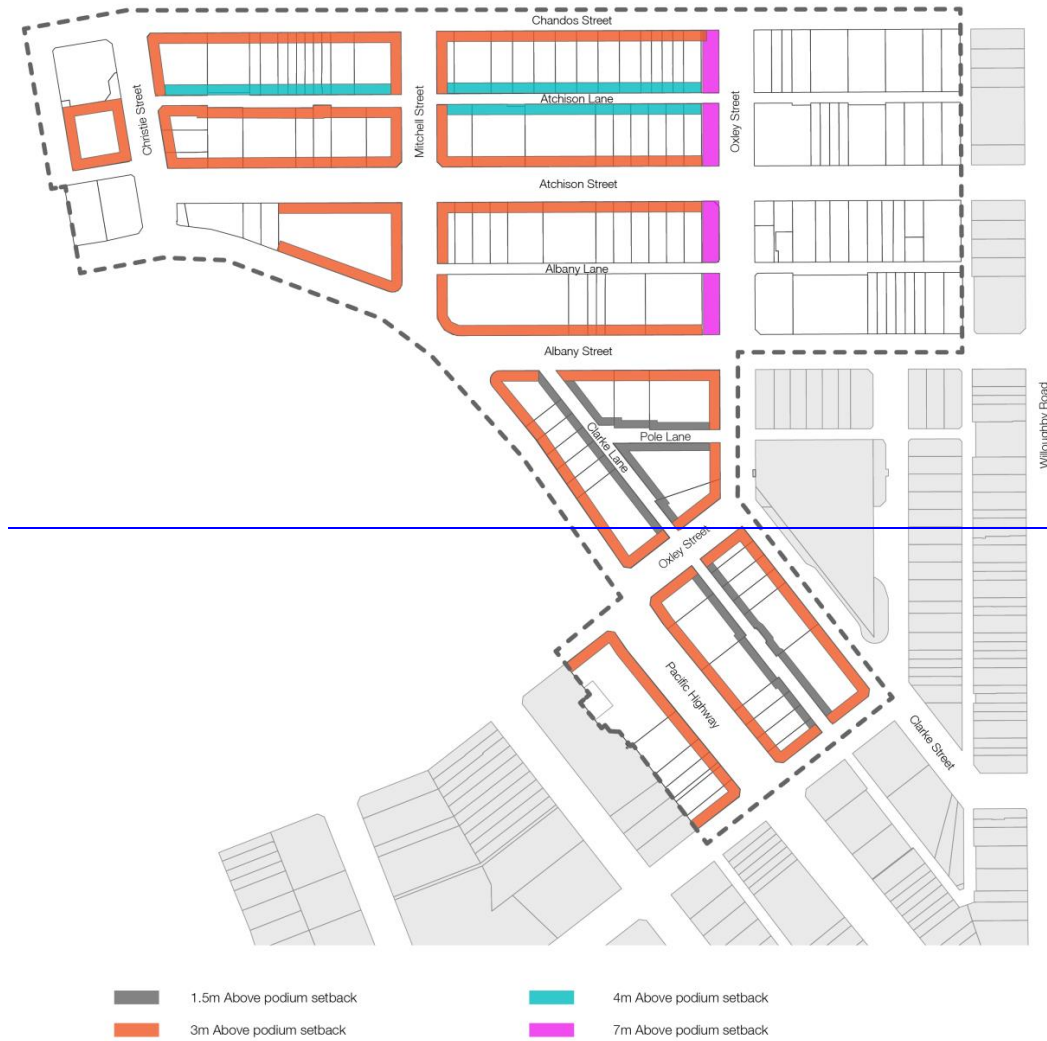 Chandos Street
Christie Street
Mitchell Street
Atchison Lane
Oxley Street
Atchison Street
Albany Lane
Albany Street
Willoughby Road
Clarke Lane
Pole Lane
Oxley Street
Pacific Highway
Clarke Street
1.5m Above podium setback
4m Above podium setback
3m Above podium setback
7m Above podium setback